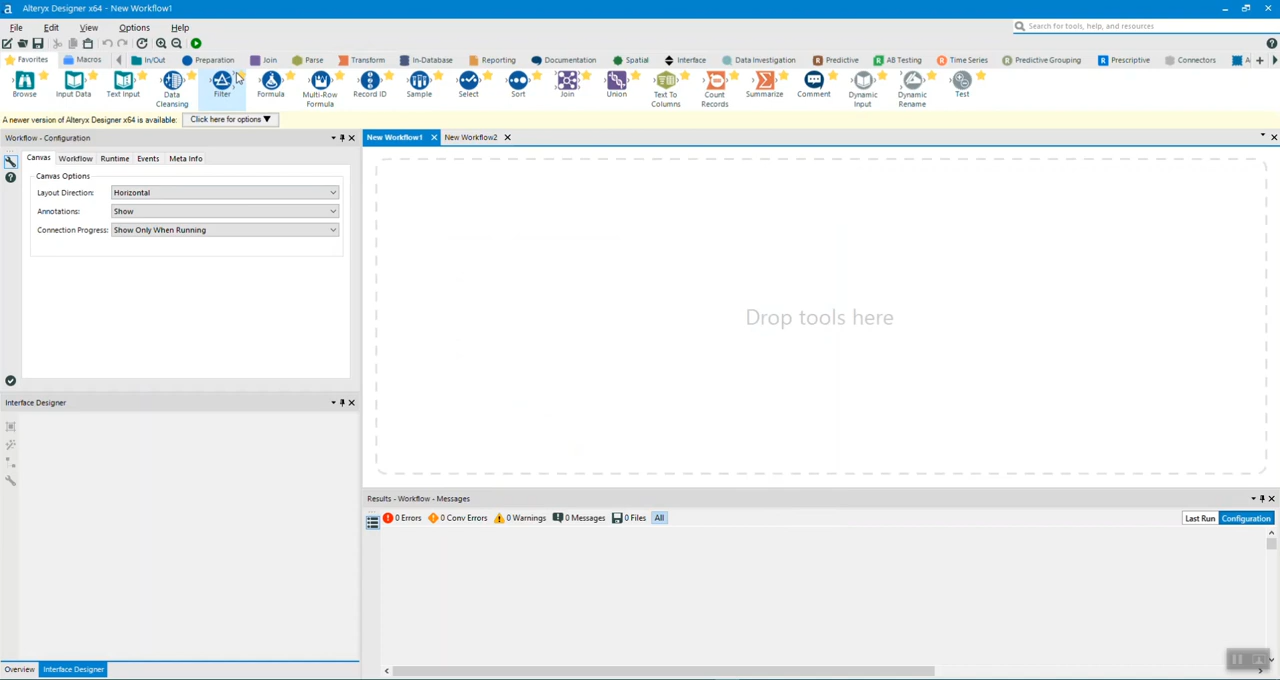 a Alteryx Designer x64 - New Workflow1
File Edit View Options Help
Search for tools, help, and resources
Favorites Macros In/Out Preparation Join Parse Transform In-Database Reporting Documentation Spatial Interface Data Investigation Predictive AB Testing Time Series Predictive Grouping Prescriptive Connectors A
Browse Input Data Text Input Data Cleansing Filter Formula Multi-Row Formula Record ID Sample Select Sort Join Union Text To Columns Count Records Summarize Comment Dynamic Input Dynamic Rename Test
A newer version of Alteryx Designer x64 is available: Click here for options ▼
Workflow - Configuration
New Workflow1 New Workflow2
Canvas Workflow Runtime Events Meta Info
Canvas Options
Layout Direction: Horizontal
Annotations: Show
Connection Progress: Show Only When Running
Drop tools here
Interface Designer
Results - Workflow - Messages
0 Errors 0 Conv Errors 0 Warnings 0 Messages 0 Files All Last Run Configuration
Overview Interface Designer